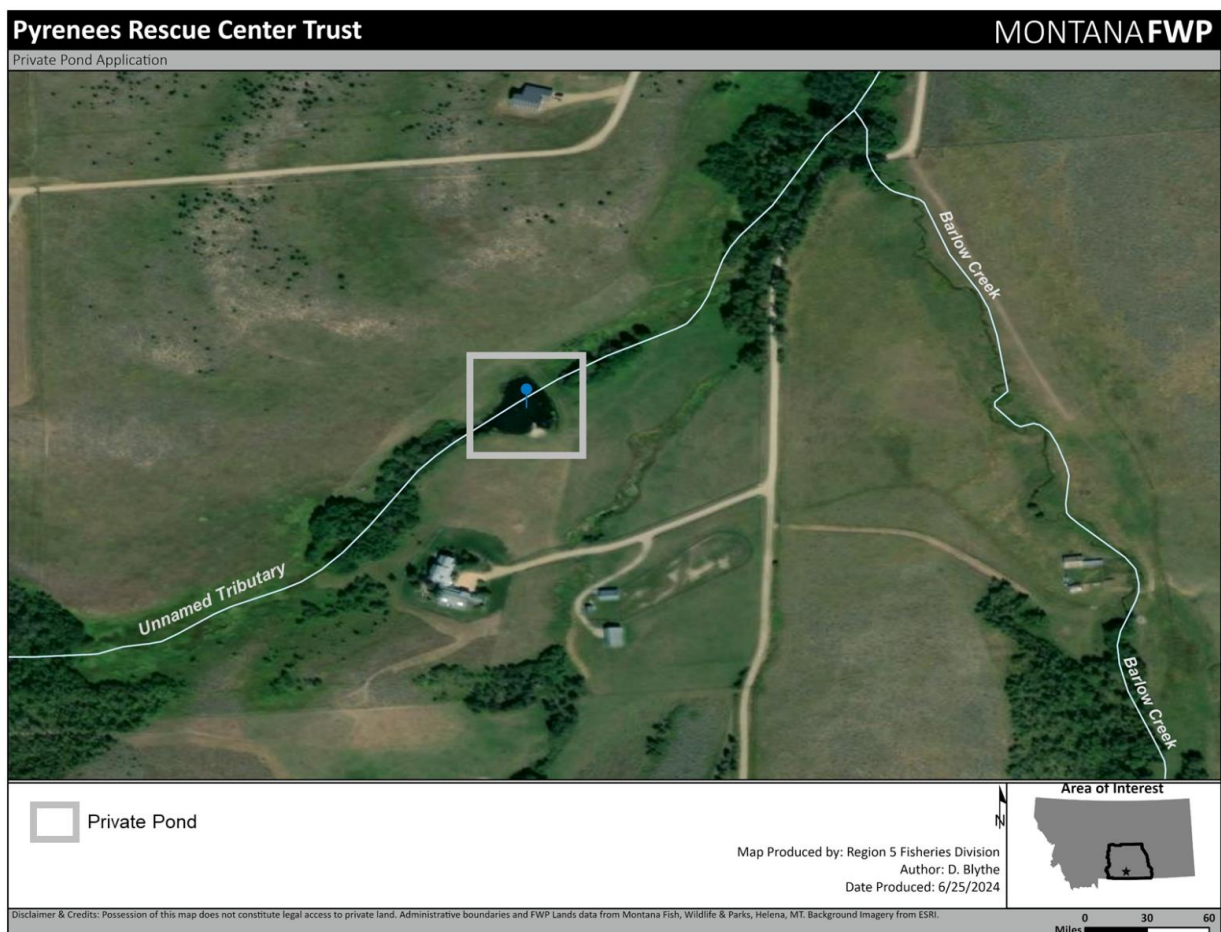 Pyrenees Rescue Center Trust
MONTANA FWP
Private Pond Application
Barlow Creek
Unnamed Tributary
Barlow Creek
Private Pond
N
Map Produced by: Region 5 Fisheries Division
Author: D. Blythe
Date Produced: 6/25/2024
Area of Interest
Disclaimer & Credits: Possession of this map does not constitute legal access to private land. Administrative boundaries and FWP Lands data from Montana Fish, Wildlife & Parks, Helena, MT. Background Imagery from ESRI.
0 30 60
Miles